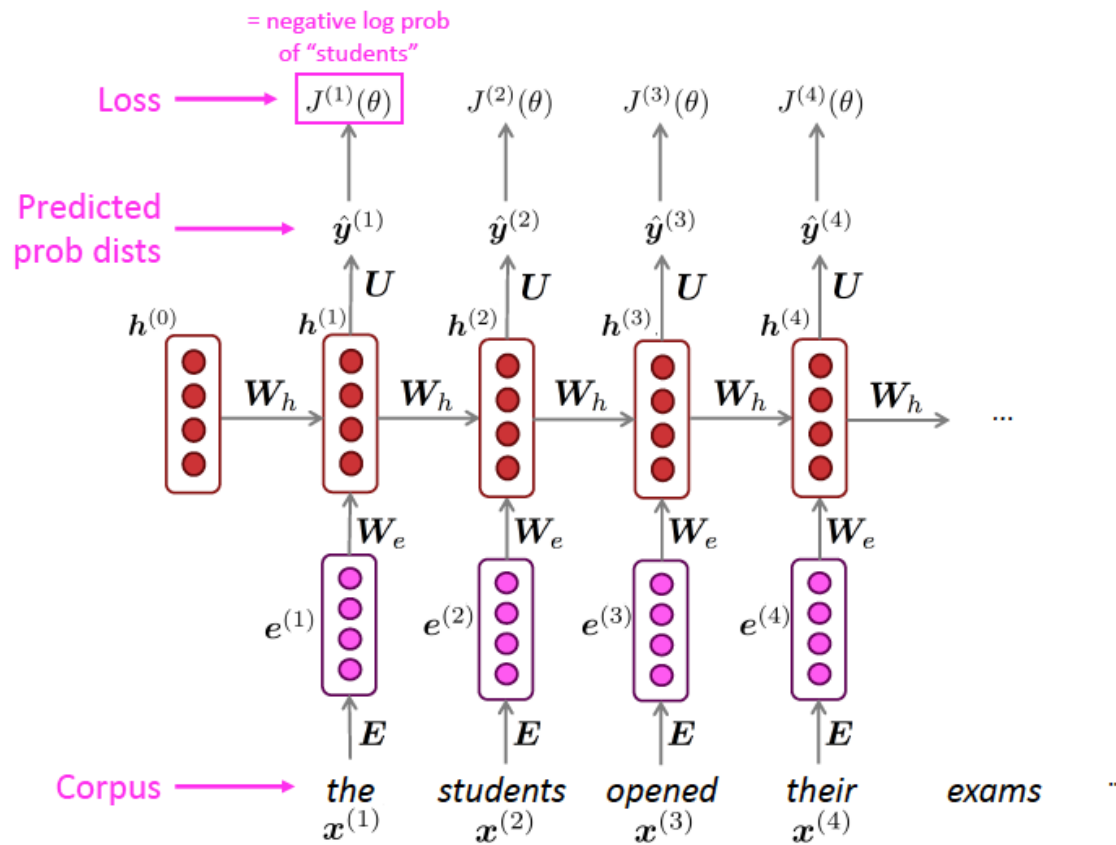 = negative log prob
of “students”
Loss J⁽¹⁾(θ) J⁽²⁾(θ) J⁽³⁾(θ) J⁽⁴⁾(θ)
Predicted
prob dists
ŷ⁽¹⁾ ŷ⁽²⁾ ŷ⁽³⁾ ŷ⁽⁴⁾
U U U U
h⁽⁰⁾ h⁽¹⁾ h⁽²⁾ h⁽³⁾ h⁽⁴⁾
W_h W_h W_h W_h W_h ...
W_e W_e W_e W_e
e⁽¹⁾ e⁽²⁾ e⁽³⁾ e⁽⁴⁾
E E E E
Corpus the students opened their exams
x⁽¹⁾ x⁽²⁾ x⁽³⁾ x⁽⁴⁾